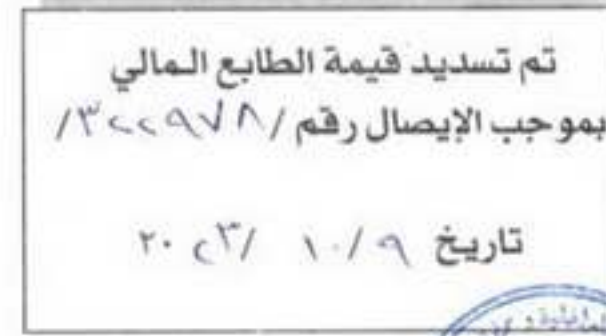 تم تسديد قيمة الطابع المالي
بموجب الإيصال رقم /٣٢٢٩٧٨/
تاريخ ٩/ ١٠/ ٢٠٢٣